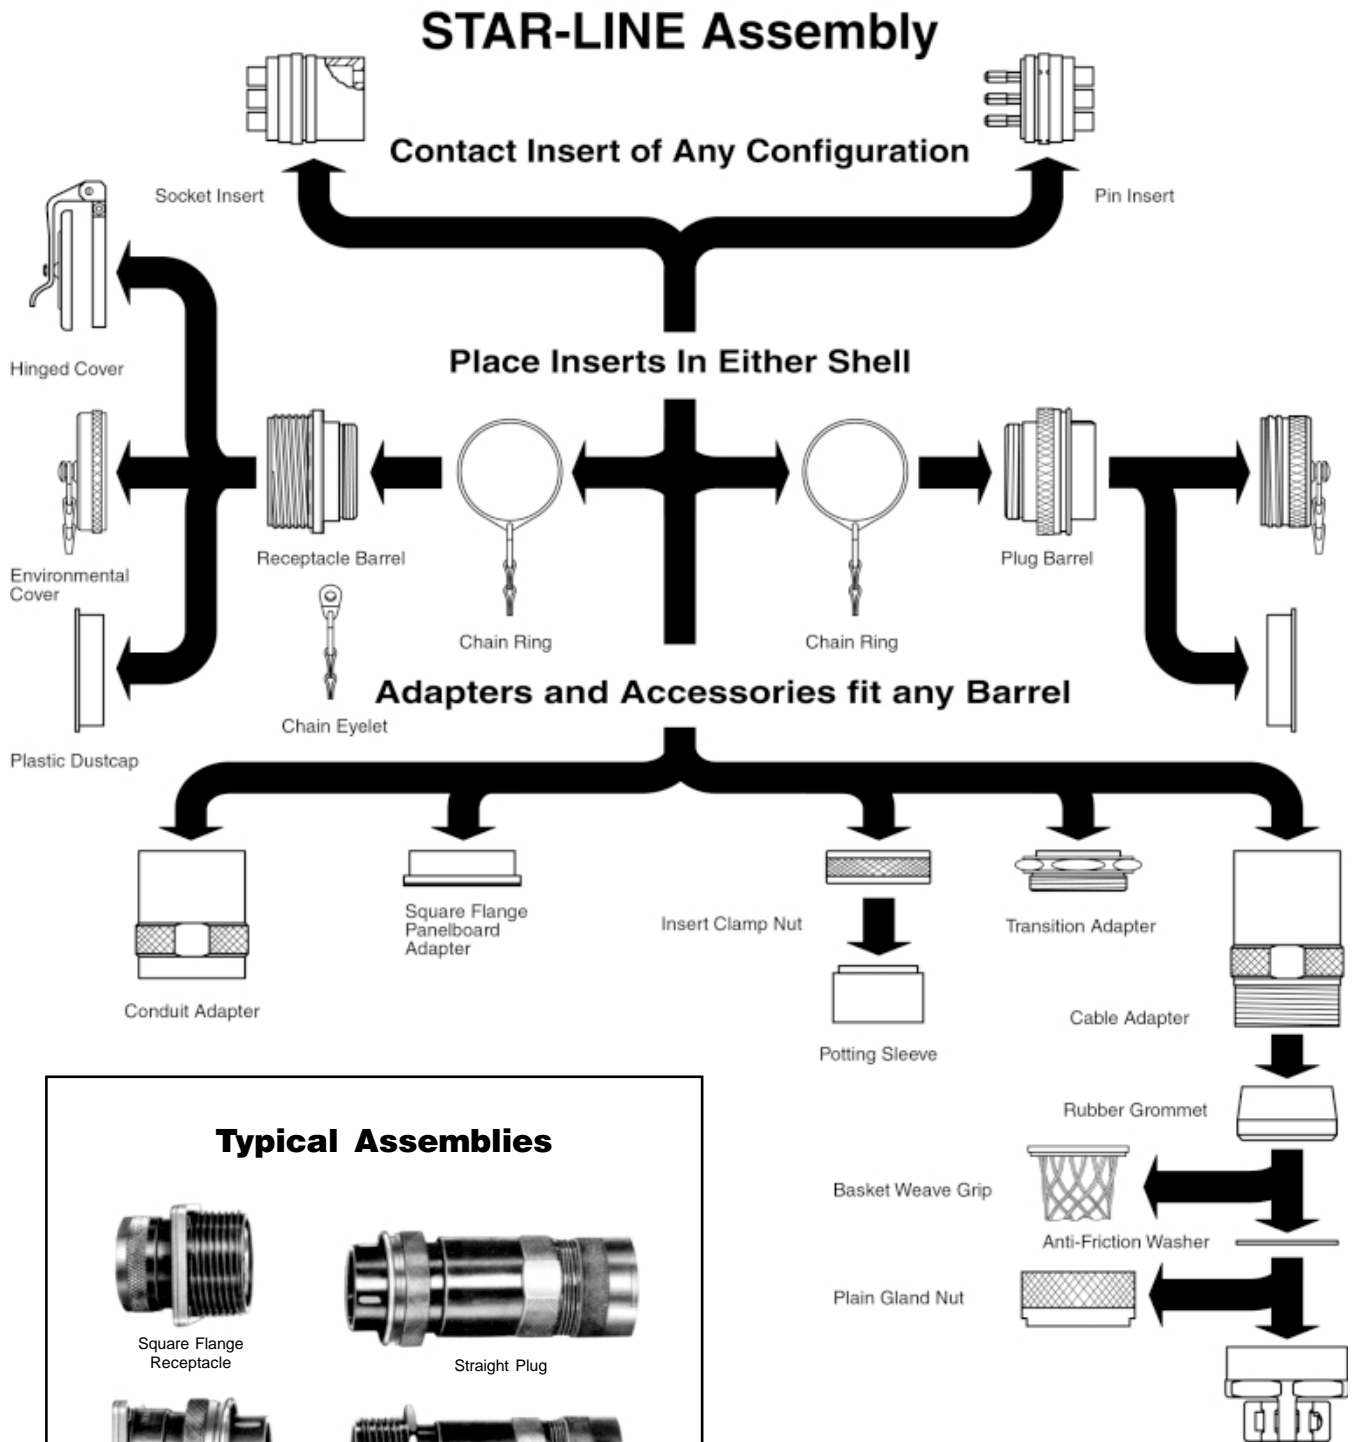 STAR-LINE Assembly
Contact Insert of Any Configuration
Socket Insert
Pin Insert
Hinged Cover
Place Inserts In Either Shell
Receptacle Barrel
Plug Barrel
Environmental
Cover
Chain Ring
Chain Ring
Chain Eyelet
Adapters and Accessories fit any Barrel
Plastic Dustcap
Square Flange
Panelboard
Adapter
Insert Clamp Nut
Transition Adapter
Conduit Adapter
Cable Adapter
Potting Sleeve
Rubber Grommet
Typical Assemblies
Basket Weave Grip
Anti-Friction Washer
Plain Gland Nut
Square Flange
Receptacle
Straight Plug